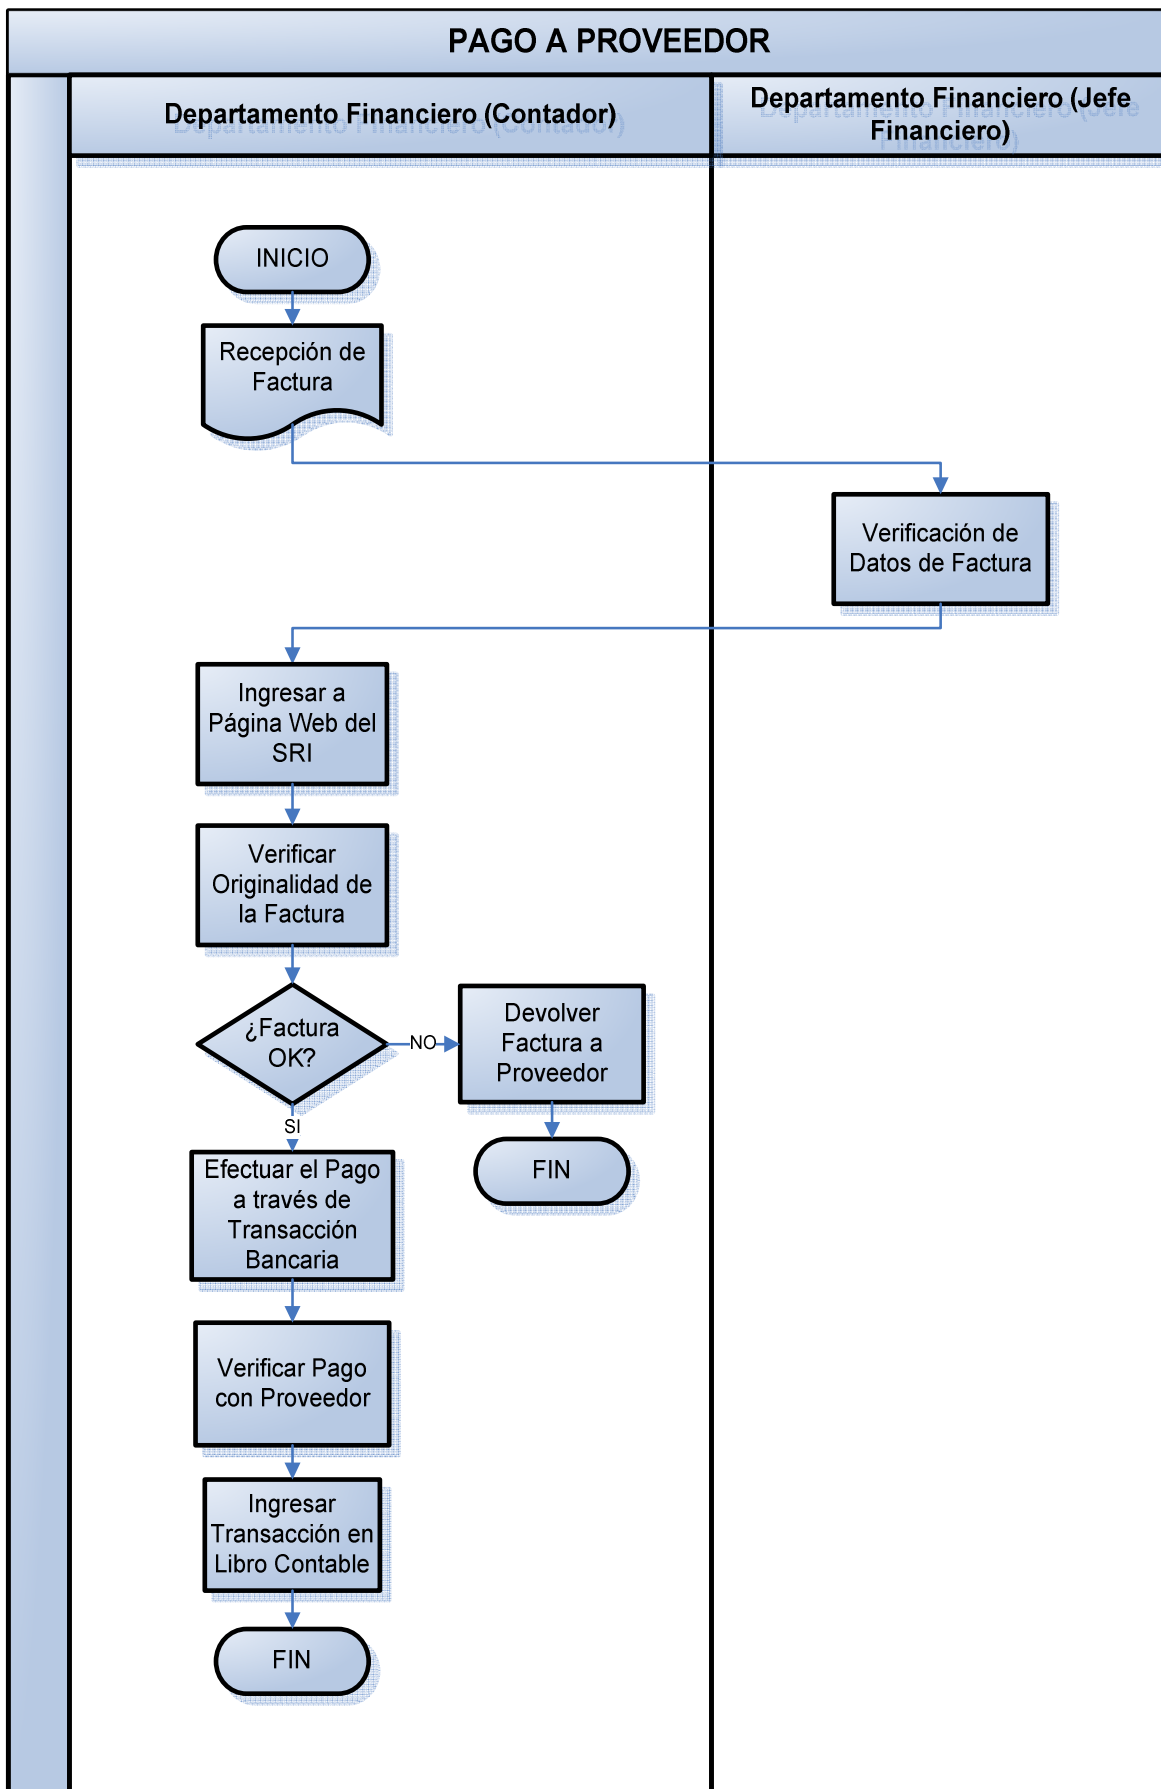 PAGO A PROVEEDOR
Departamento Financiero (Contador)
Departamento Financiero (Jefe
Financiero)
INICIO
Recepción de
Factura
Verificación de
Datos de Factura
Ingresar a
Página Web del
SRI
Verificar
Originalidad de
la Factura
¿Factura
OK?
NO
Devolver
Factura a
Proveedor
FIN
SI
Efectuar el Pago
a través de
Transacción
Bancaria
Verificar Pago
con Proveedor
Ingresar
Transacción en
Libro Contable
FIN